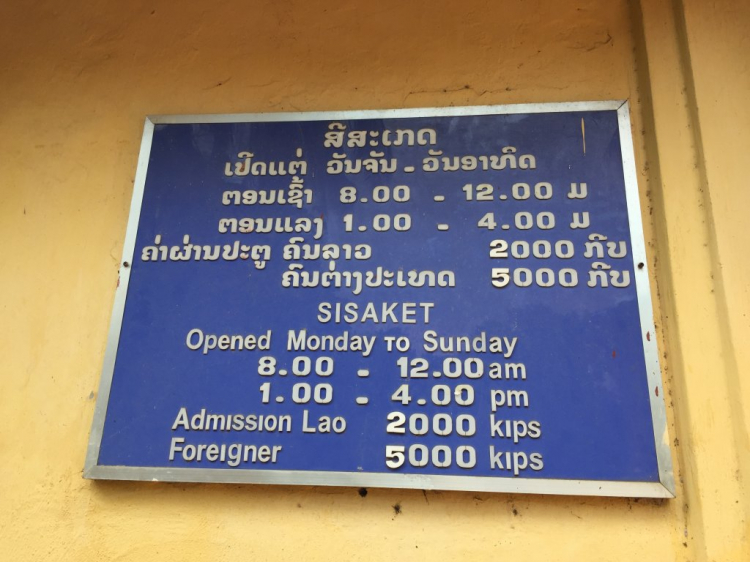 ສີສະເກດ
ເປີດແຕ່ ວັນຈັນ - ວັນອາທິດ
ຕອນເຊົ້າ 8.00 - 12.00 ມ
ຕອນແລງ 1.00 - 4.00 ມ
ຄ່າຜ່ານປະຕູ ຄົນລາວ 2000 ກີບ
ຄົນຕ່າງປະເທດ 5000 ກີບ
SISAKET
Opened Monday TO Sunday
8.00 - 12.00 am
1.00 - 4.00 pm
Admission Lao 2000 kips
Foreigner 5000 kips